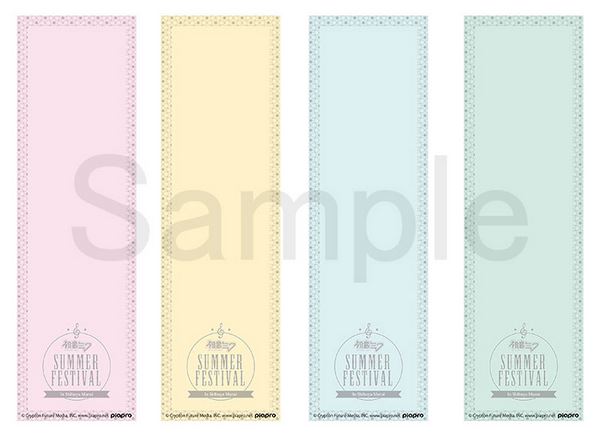 Sample
初音ミク
SUMMER
FESTIVAL
In Shibuya Marui
© Crypton Future Media, INC. www.piapro.net piapro
初音ミク
SUMMER
FESTIVAL
In Shibuya Marui
© Crypton Future Media, INC. www.piapro.net piapro
初音ミク
SUMMER
FESTIVAL
In Shibuya Marui
© Crypton Future Media, INC. www.piapro.net piapro
初音ミク
SUMMER
FESTIVAL
In Shibuya Marui
© Crypton Future Media, INC. www.piapro.net piapro